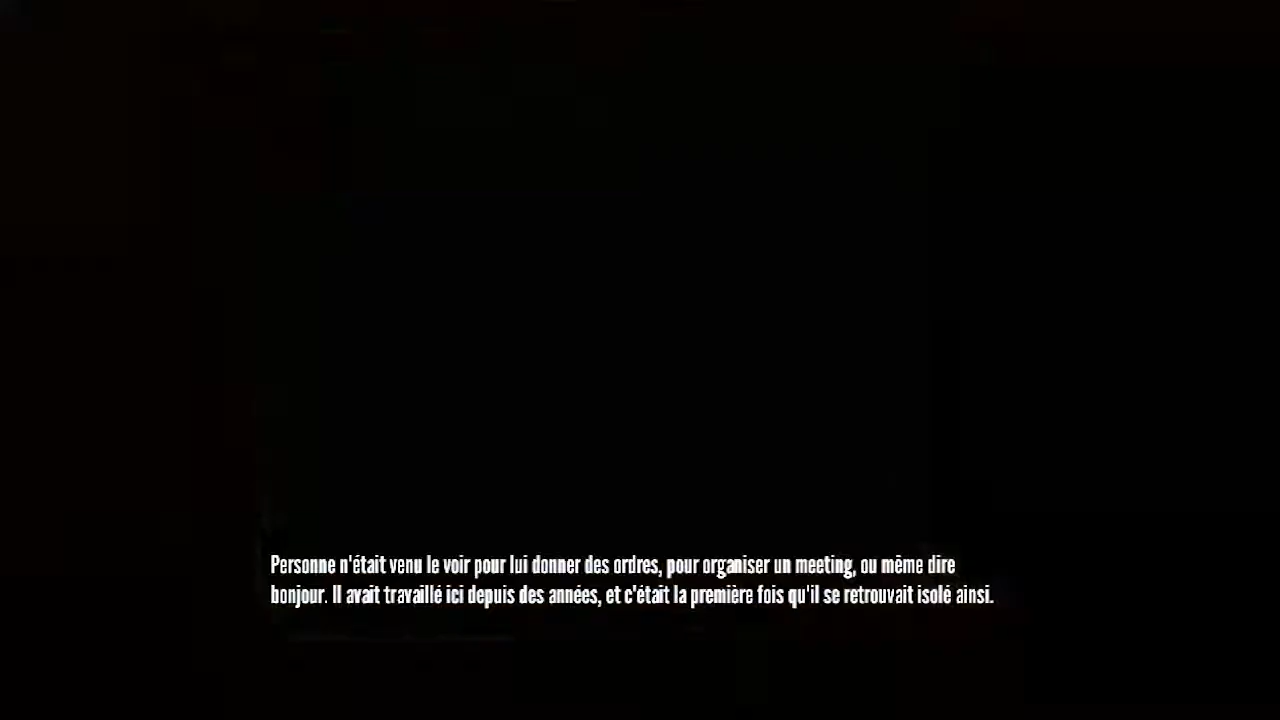 Personne n'était venu le voir pour lui donner des ordres, pour organiser un meeting, ou même dire
bonjour. Il avait travaillé ici depuis des années, et c'était la première fois qu'il se retrouvait isolé ainsi.